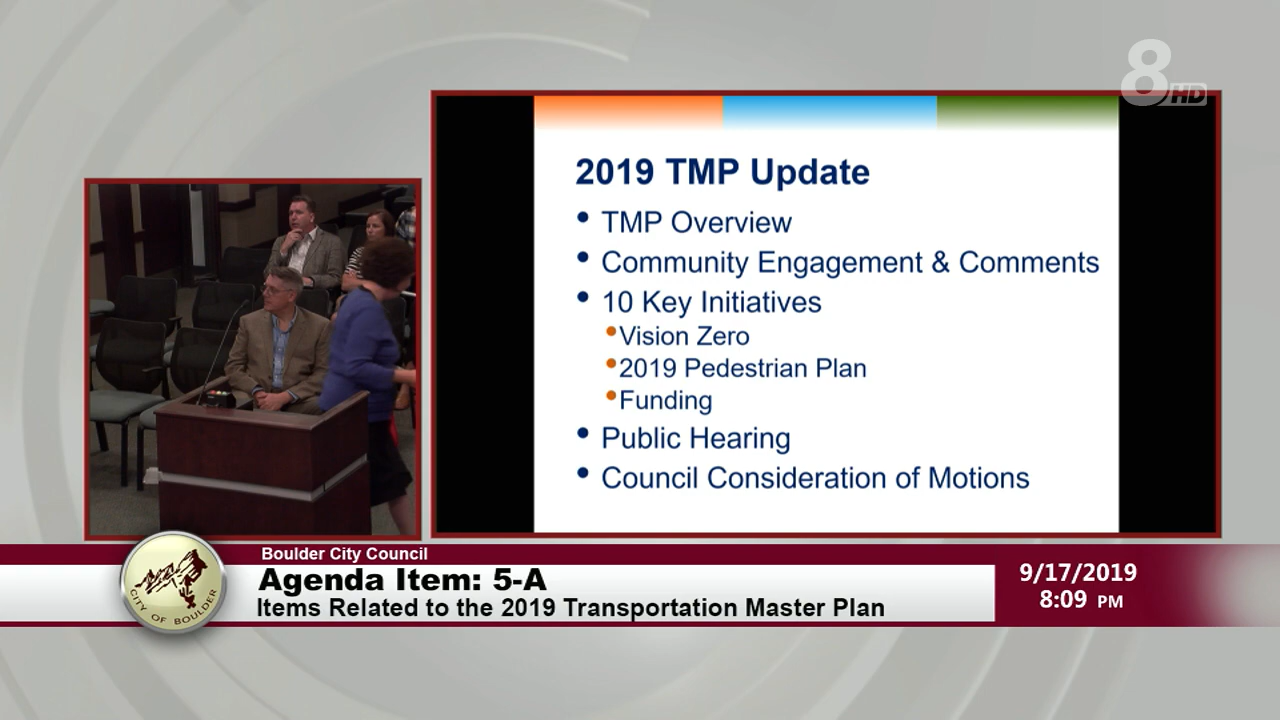 8HD
2019 TMP Update
• TMP Overview
• Community Engagement & Comments
• 10 Key Initiatives
•Vision Zero
•2019 Pedestrian Plan
•Funding
• Public Hearing
• Council Consideration of Motions
Boulder City Council
Agenda Item: 5-A
Items Related to the 2019 Transportation Master Plan
9/17/2019
8:09 PM
CITY OF BOULDER